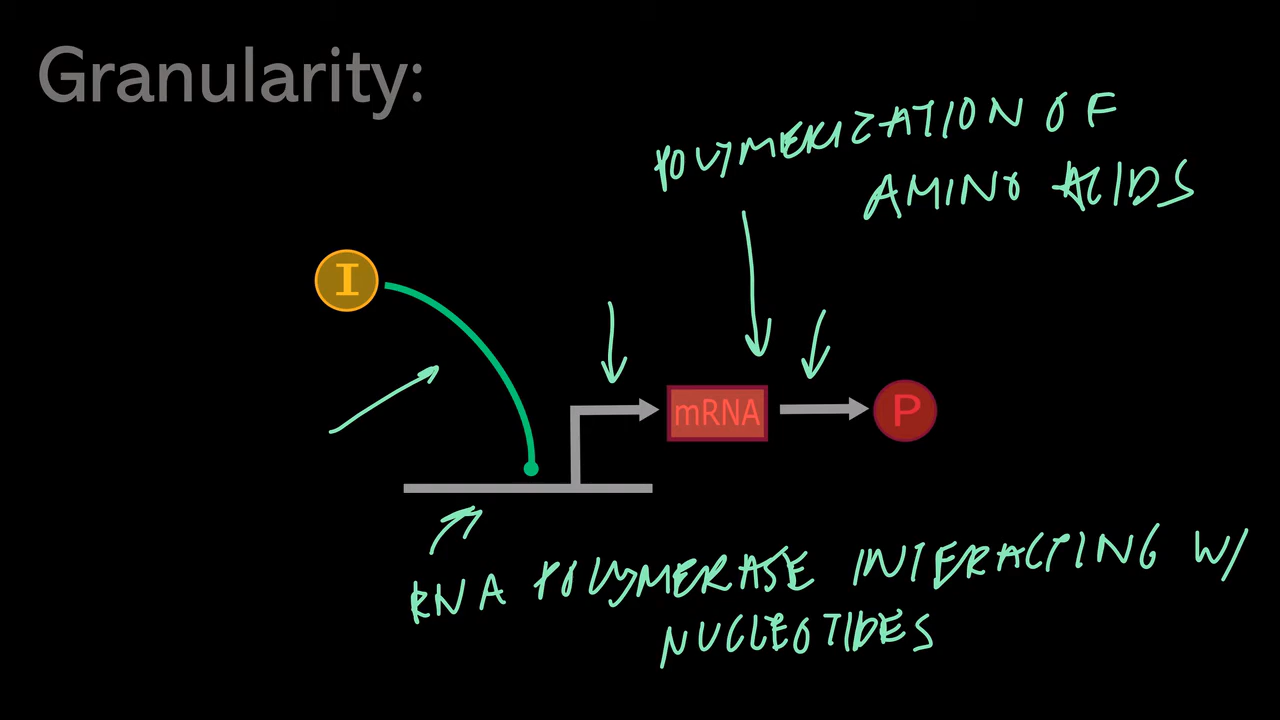 Granularity:
POLYMERIZATION OF
AMINO ACIDS
I
mRNA
P
RNA POLYMERASE INTERACTING W/
NUCLEOTIDES